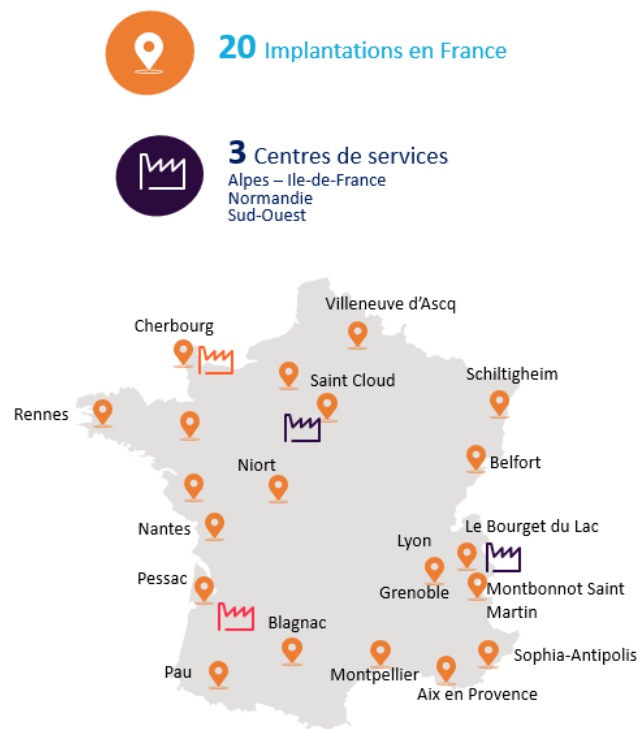 20 Implantations en France
3 Centres de services
Alpes – Ile-de-France
Normandie
Sud-Ouest
Villeneuve d'Ascq
Cherbourg
Saint Cloud
Schiltigheim
Rennes
Niort
Belfort
Nantes
Lyon
Le Bourget du Lac
Pessac
Grenoble
Montbonnot Saint
Martin
Blagnac
Pau
Montpellier
Sophia-Antipolis
Aix en Provence